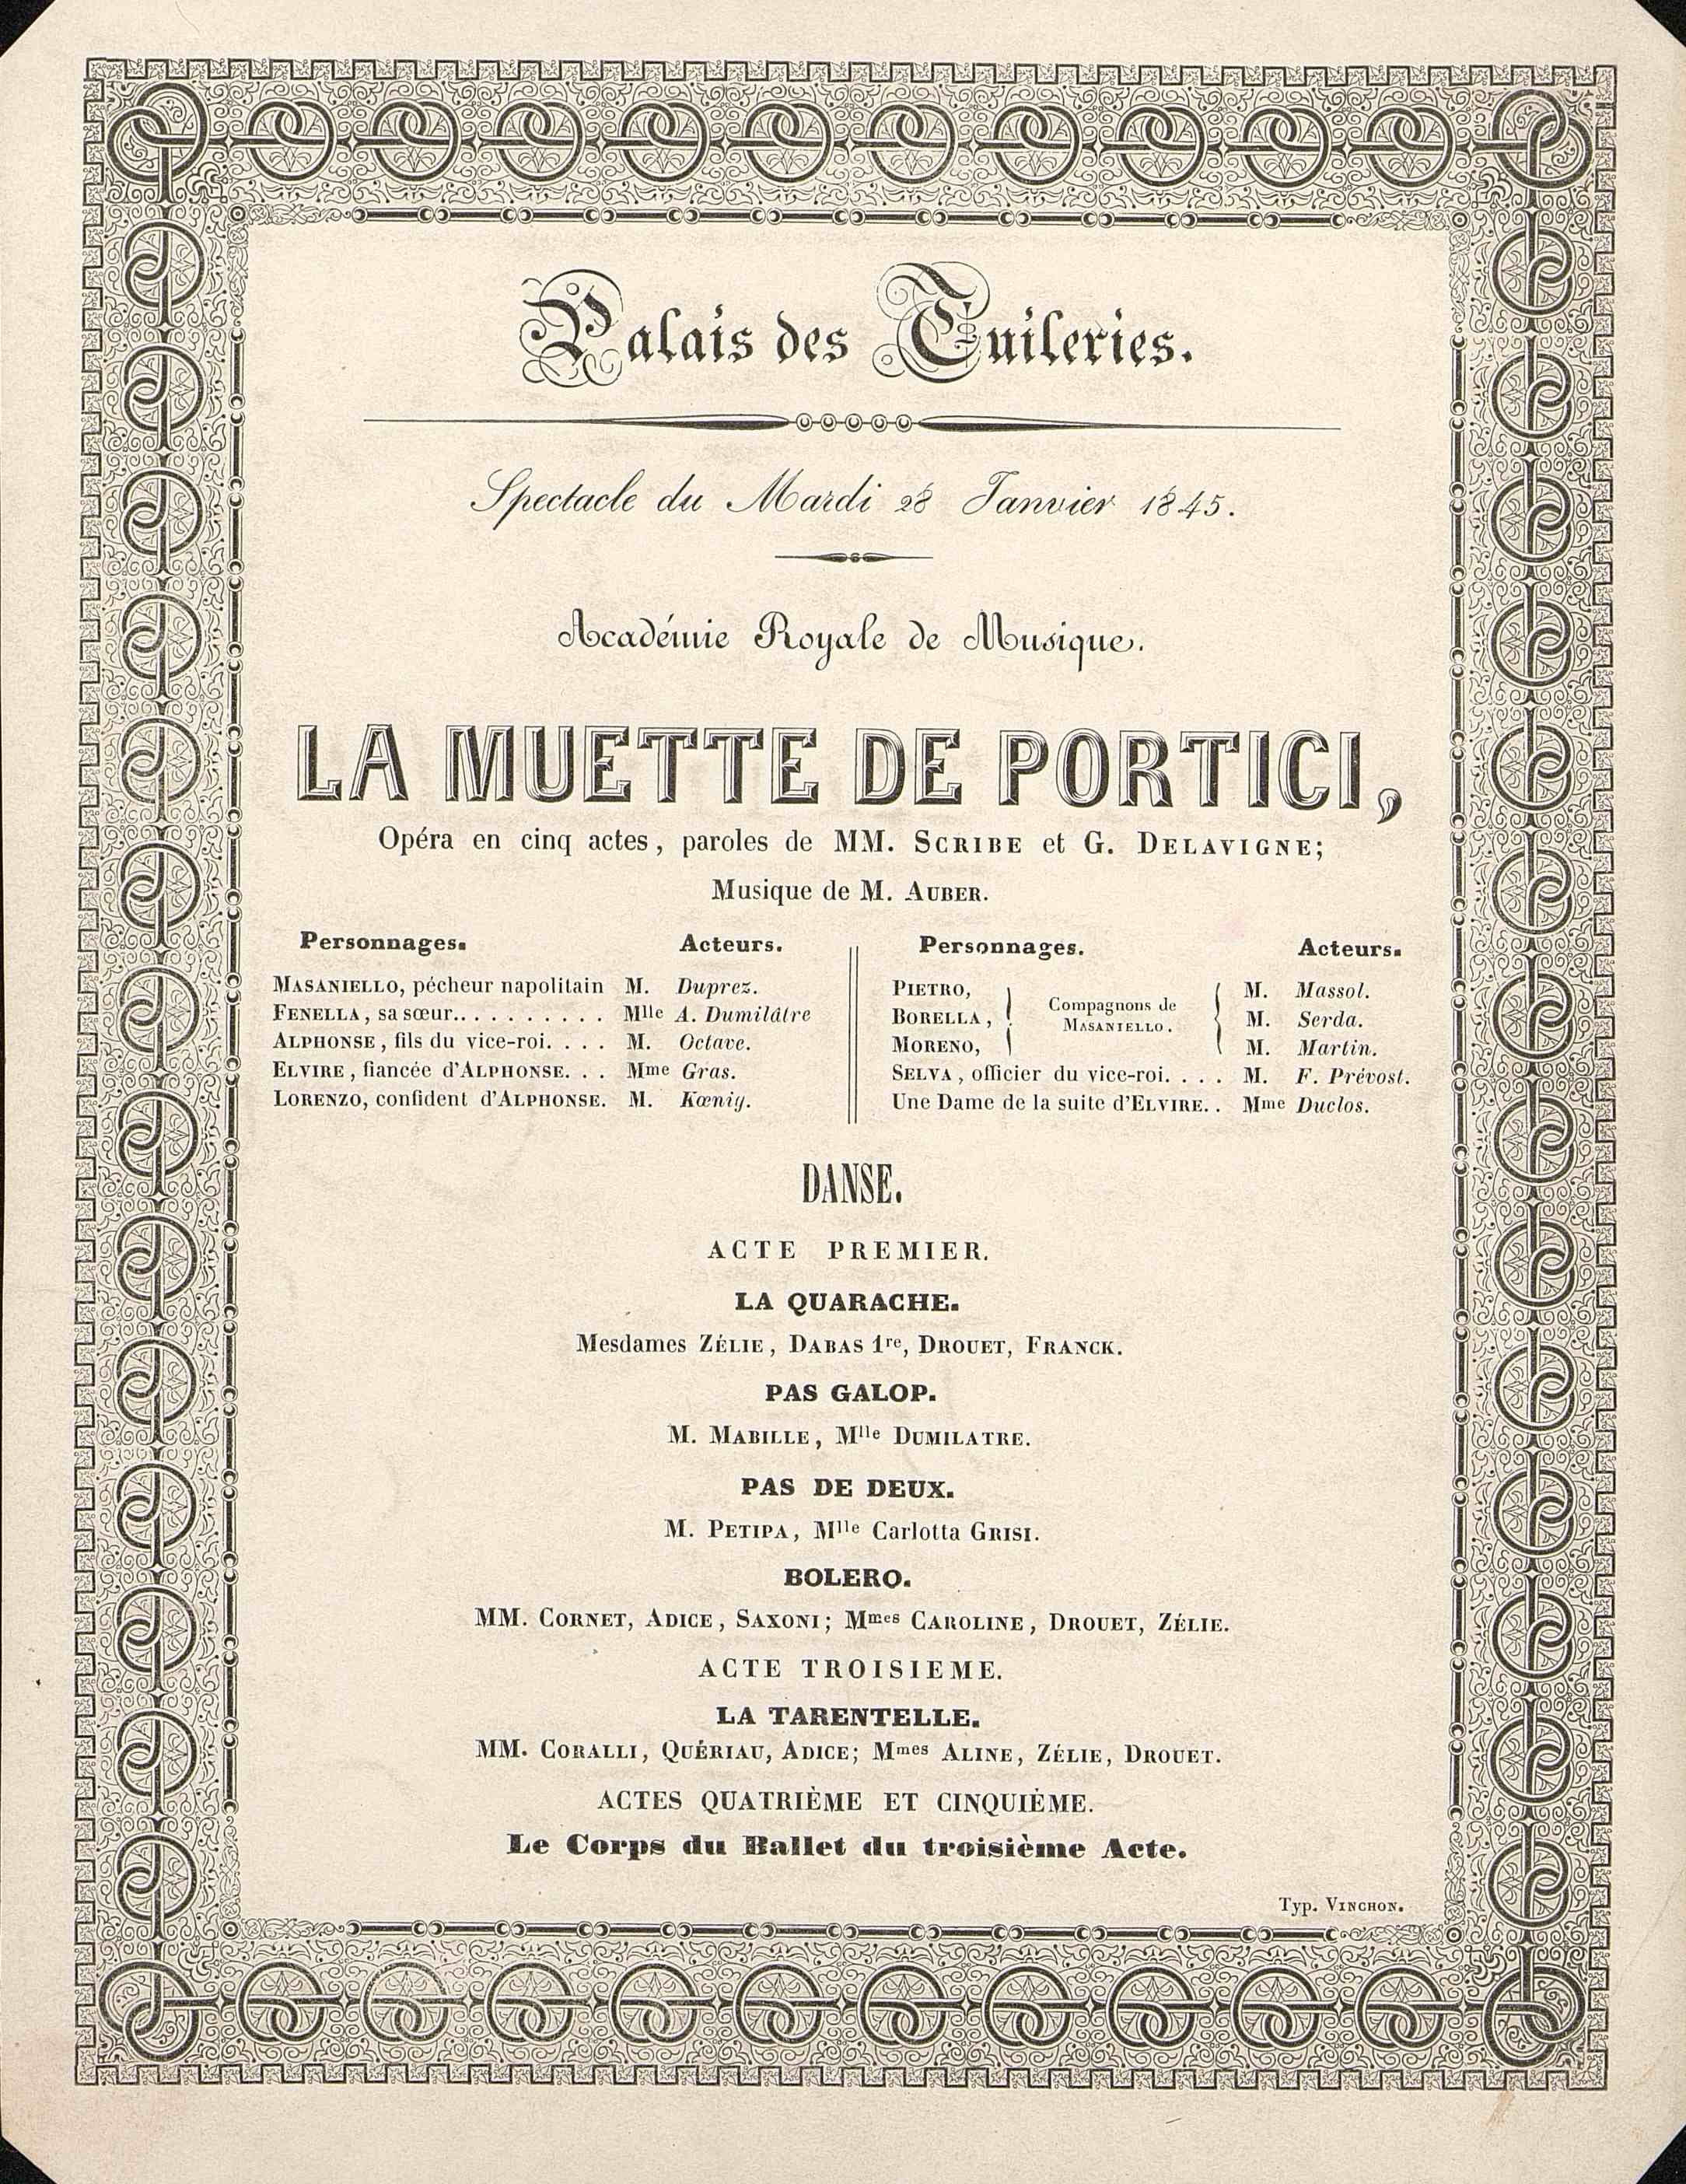 Palais des Tuileries.
Spectacle du Mardi 28 Janvier 1845.
Académie Royale de Musique.
LA MUETTE DE PORTICI,
Opéra en cinq actes, paroles de MM. SCRIBE et G. DELAVIGNE;
Musique de M. AUBER.
Personnages. Acteurs.
MASANIELLO, pécheur napolitain M. Duprez.
FENELLA, sa sœur.......... Mlle A. Dumilâtre
ALPHONSE, fils du vice-roi.... M. Octave.
ELVIRE, fiancée d'ALPHONSE... Mme Gras.
LORENZO, confident d'ALPHONSE. M. Kœnig.
Personnages. Acteurs.
PIETRO, M. Massol.
BORELLA, Compagnons de MASANIELLO. M. Serda.
MORENO, M. Martin.
SELVA, officier du vice-roi.... M. F. Prévost.
Une Dame de la suite d'ELVIRE.. Mme Duclos.
DANSE.
ACTE PREMIER.
LA QUARACHE.
Mesdames ZÉLIE, DABAS 1re, DROUET, FRANCK.
PAS GALOP.
M. MABILLE, Mlle DUMILATRE.
PAS DE DEUX.
M. PETIPA, Mlle Carlotta GRISI.
BOLERO.
MM. CORNET, ADICE, SAXONI; Mmes CAROLINE, DROUET, ZÉLIE.
ACTE TROISIEME.
LA TARENTELLE.
MM. CORALLI, QUÉRIAU, ADICE; Mmes ALINE, ZÉLIE, DROUET.
ACTES QUATRIÈME ET CINQUIÈME.
Le Corps du Ballet du troisième Acte.
Typ. VINCHON.